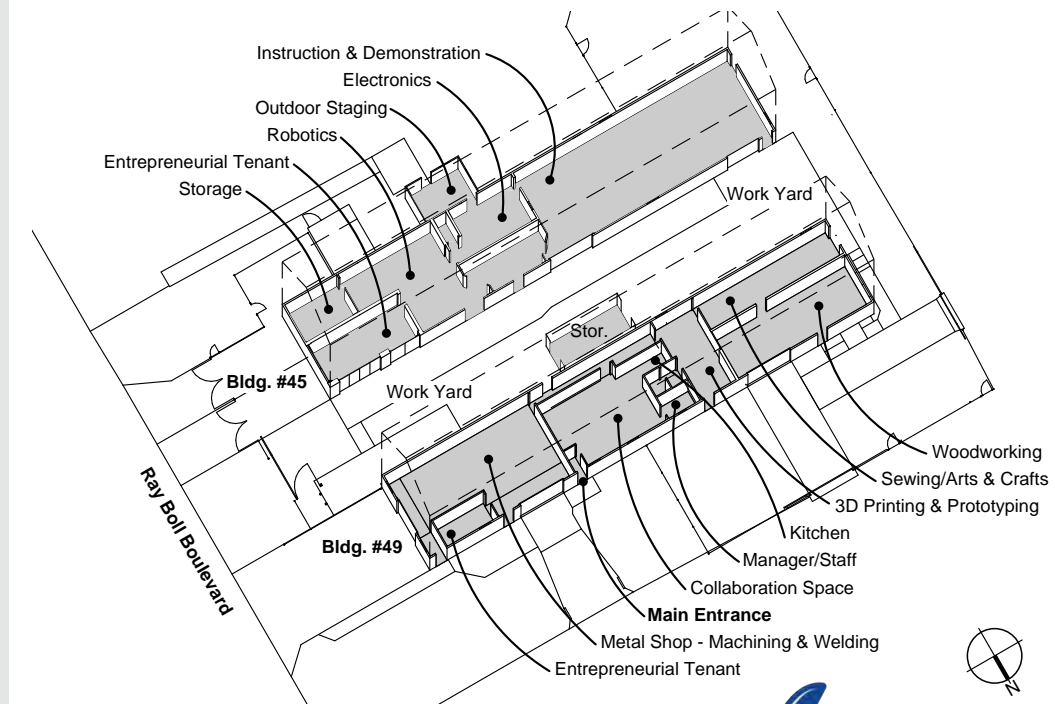 Instruction & Demonstration
Electronics
Outdoor Staging
Robotics
Entrepreneurial Tenant
Storage
Work Yard
Stor.
Bldg. #45
Work Yard
Ray Boll Boulevard
Bldg. #49
Woodworking
Sewing/Arts & Crafts
3D Printing & Prototyping
Kitchen
Manager/Staff
Collaboration Space
Main Entrance
Metal Shop - Machining & Welding
Entrepreneurial Tenant
N